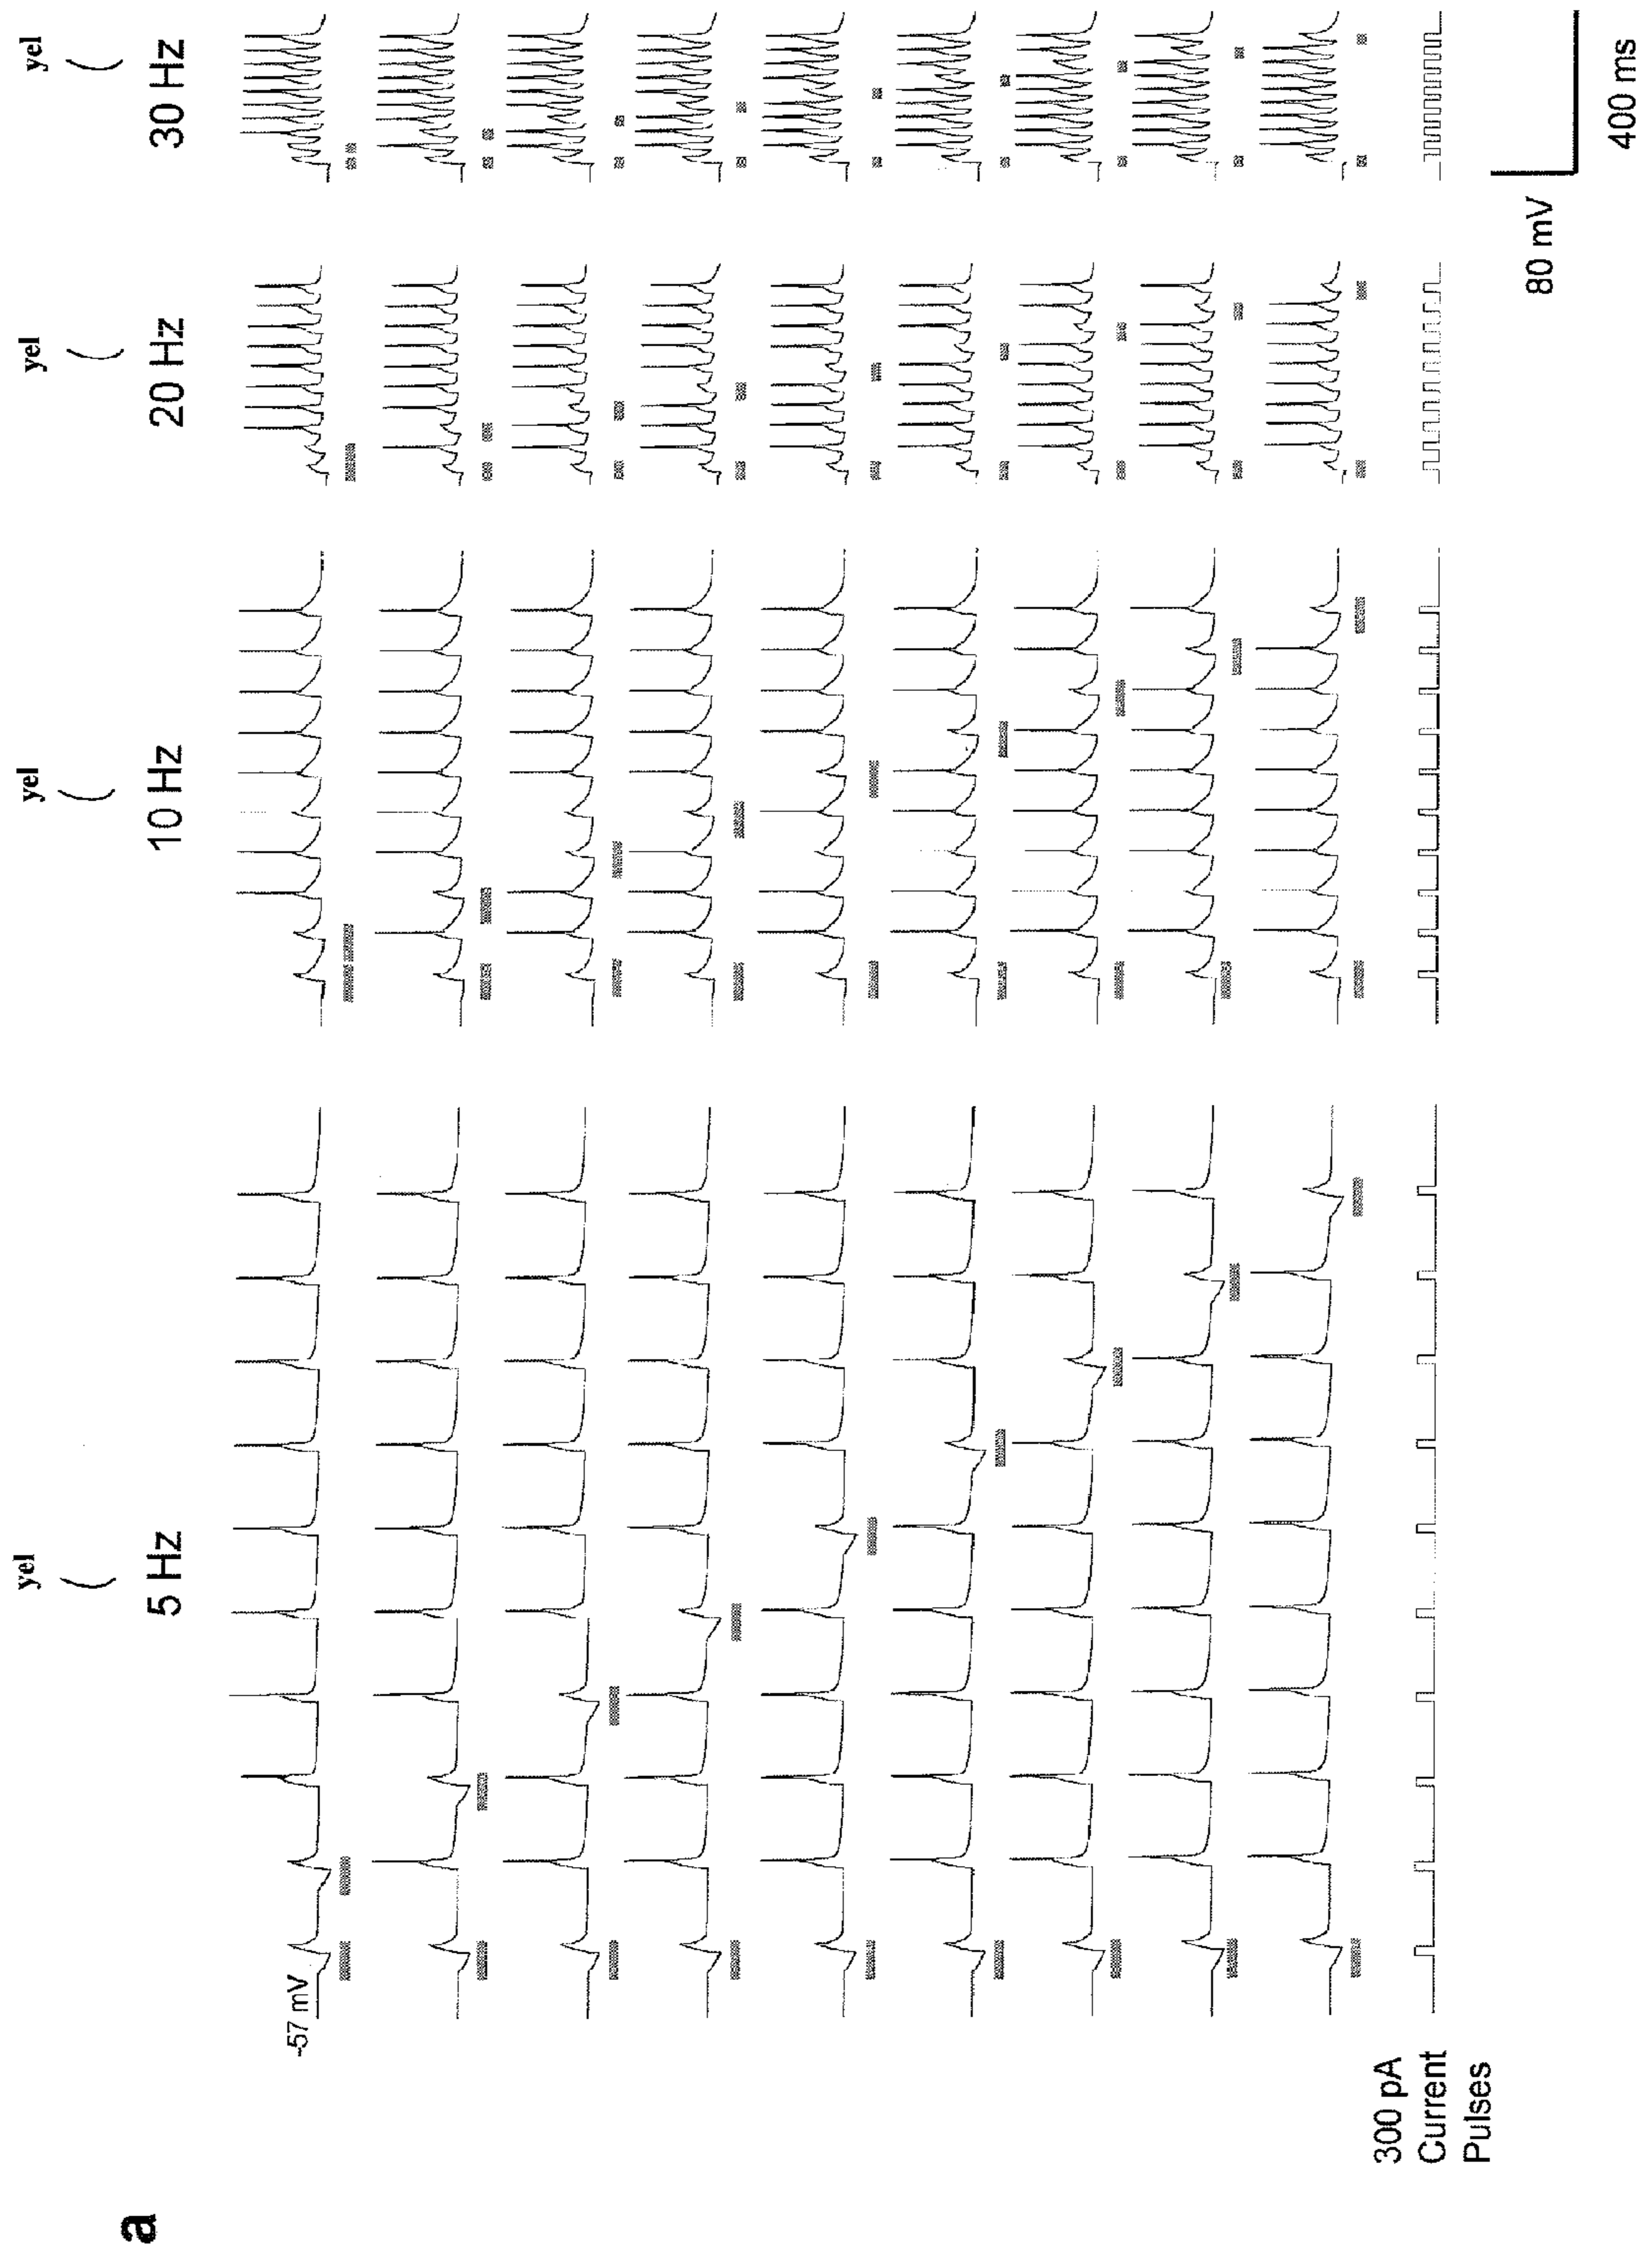 a
yel
5 Hz
yel
10 Hz
yel
20 Hz
yel
30 Hz
-57 mV
300 pA
Current
Pulses
80 mV
400 ms